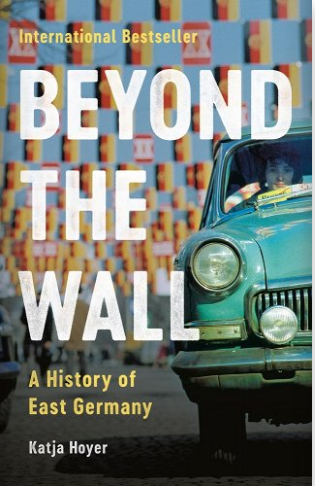 International Bestseller
BEYOND
THE
WALL
A History of
East Germany
Katja Hoyer